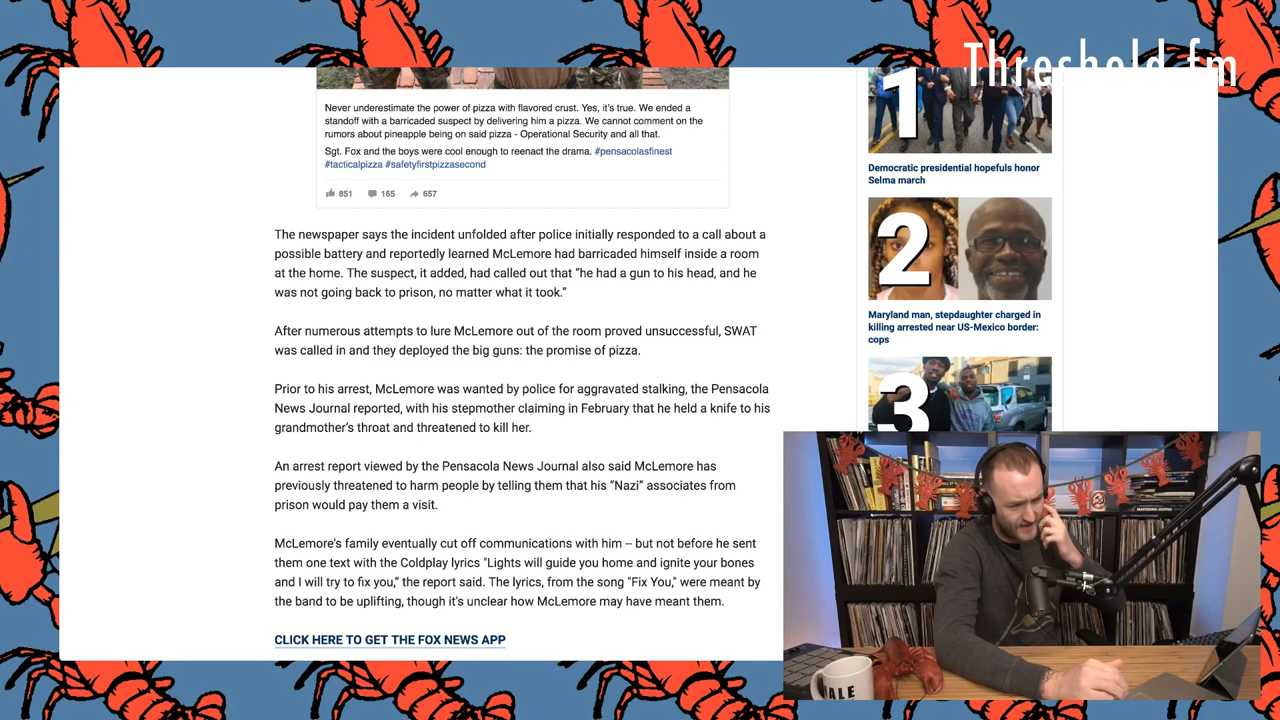 Threshold.fm
Never underestimate the power of pizza with flavored crust. Yes, it's true. We ended a
standoff with a barricaded suspect by delivering him a pizza. We cannot comment on the
rumors about pineapple being on said pizza - Operational Security and all that.
Sgt. Fox and the boys were cool enough to reenact the drama. #pensacolasfinest
#tacticalpizza #safetyfirstpizzasecond
851 165 657
The newspaper says the incident unfolded after police initially responded to a call about a
possible battery and reportedly learned McLemore had barricaded himself inside a room
at the home. The suspect, it added, had called out that “he had a gun to his head, and he
was not going back to prison, no matter what it took.”
After numerous attempts to lure McLemore out of the room proved unsuccessful, SWAT
was called in and they deployed the big guns: the promise of pizza.
Prior to his arrest, McLemore was wanted by police for aggravated stalking, the Pensacola
News Journal reported, with his stepmother claiming in February that he held a knife to his
grandmother’s throat and threatened to kill her.
An arrest report viewed by the Pensacola News Journal also said McLemore has
previously threatened to harm people by telling them that his “Nazi” associates from
prison would pay them a visit.
McLemore's family eventually cut off communications with him -- but not before he sent
them one text with the Coldplay lyrics "Lights will guide you home and ignite your bones
and I will try to fix you,” the report said. The lyrics, from the song "Fix You," were meant by
the band to be uplifting, though it's unclear how McLemore may have meant them.
CLICK HERE TO GET THE FOX NEWS APP
1
Democratic presidential hopefuls honor
Selma march
2
Maryland man, stepdaughter charged in
killing arrested near US-Mexico border:
cops
3
ALE